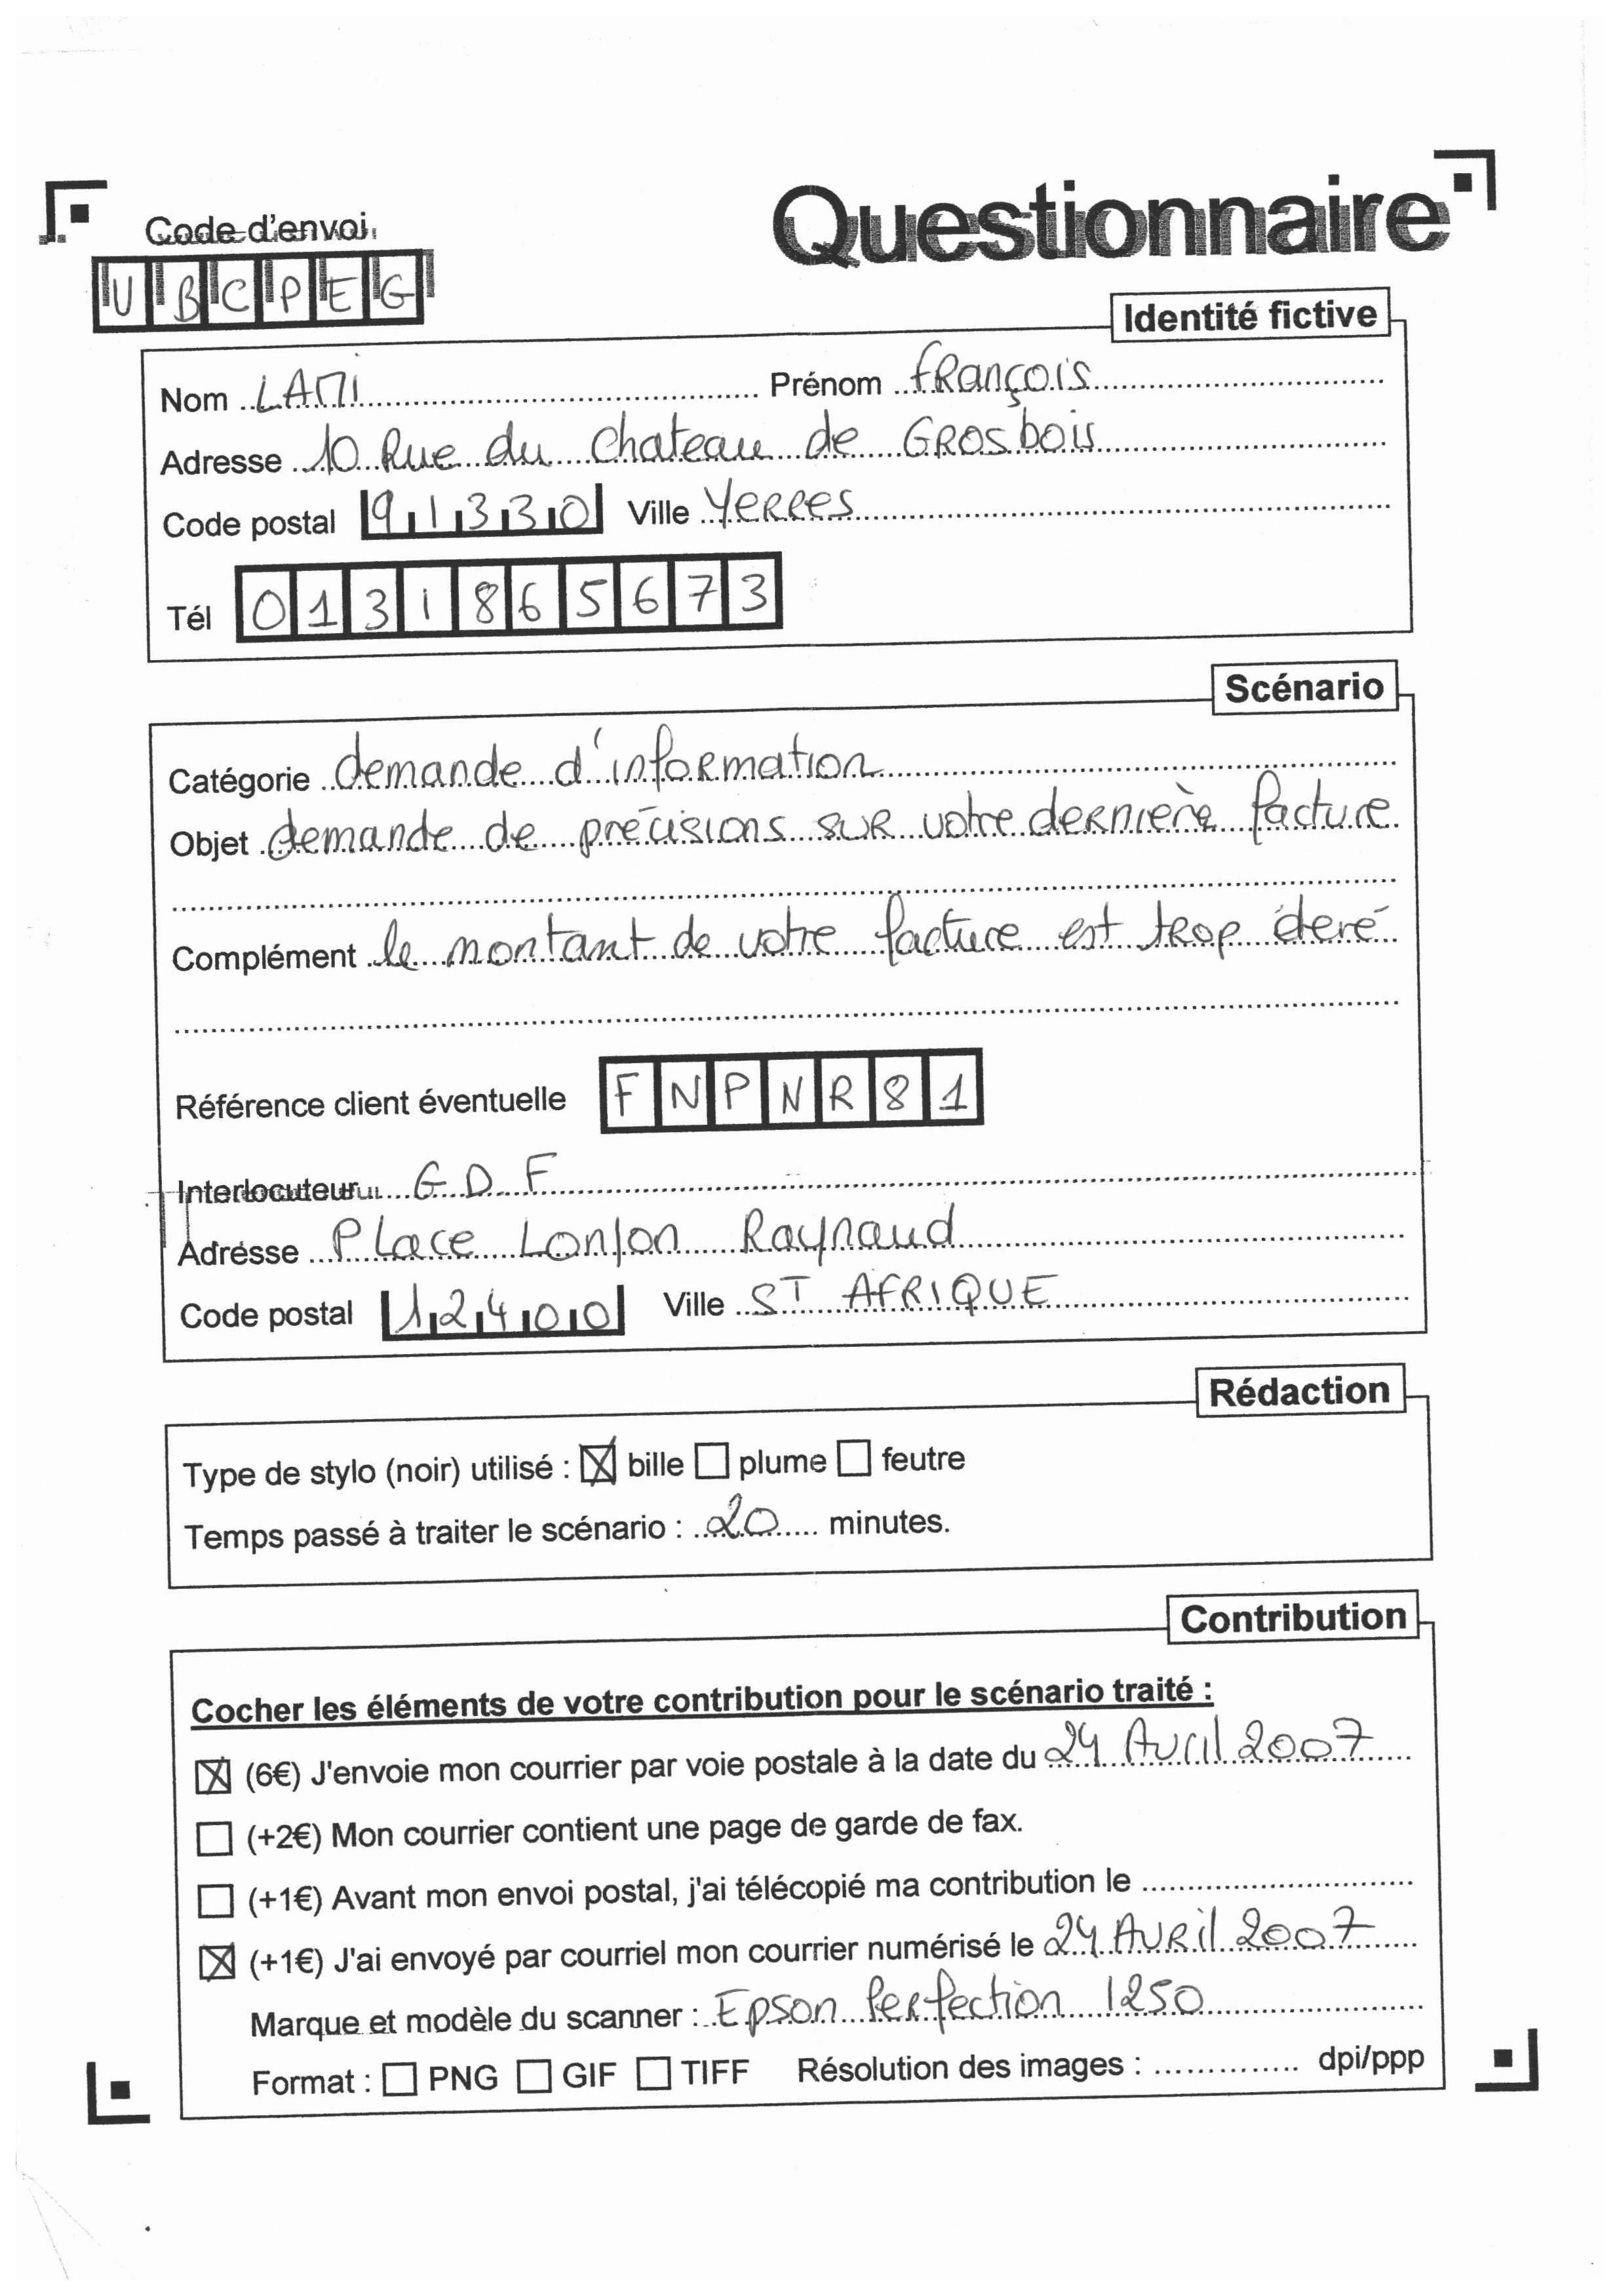 Questionnaire
Code d'envoi
UBCPEG
Identité fictive
Nom LAMI Prénom FRançois
Adresse 10 Rue du chateau de GROSbois
Code postal 91330 Ville YERRES
Tél 0131865673
Scénario
Catégorie demande d'information
Objet demande de précisions sur votre dernière facture
Complément le montant de votre facture est trop élevé
Référence client éventuelle FNPNR81
Interlocuteur GDF
Adresse Place Lonjon Raynaud
Code postal 12400 Ville ST AFRIQUE
Rédaction
Type de stylo (noir) utilisé : ☒ bille ☐ plume ☐ feutre
Temps passé à traiter le scénario : 20 minutes.
Contribution
Cocher les éléments de votre contribution pour le scénario traité :
☒ (6€) J'envoie mon courrier par voie postale à la date du 24 Avril 2007
☐ (+2€) Mon courrier contient une page de garde de fax.
☐ (+1€) Avant mon envoi postal, j'ai télécopié ma contribution le
☒ (+1€) J'ai envoyé par courriel mon courrier numérisé le 24 AVRil 2007
Marque et modèle du scanner : Epson Perfection 1250
Format : ☐ PNG ☐ GIF ☐ TIFF Résolution des images : dpi/ppp